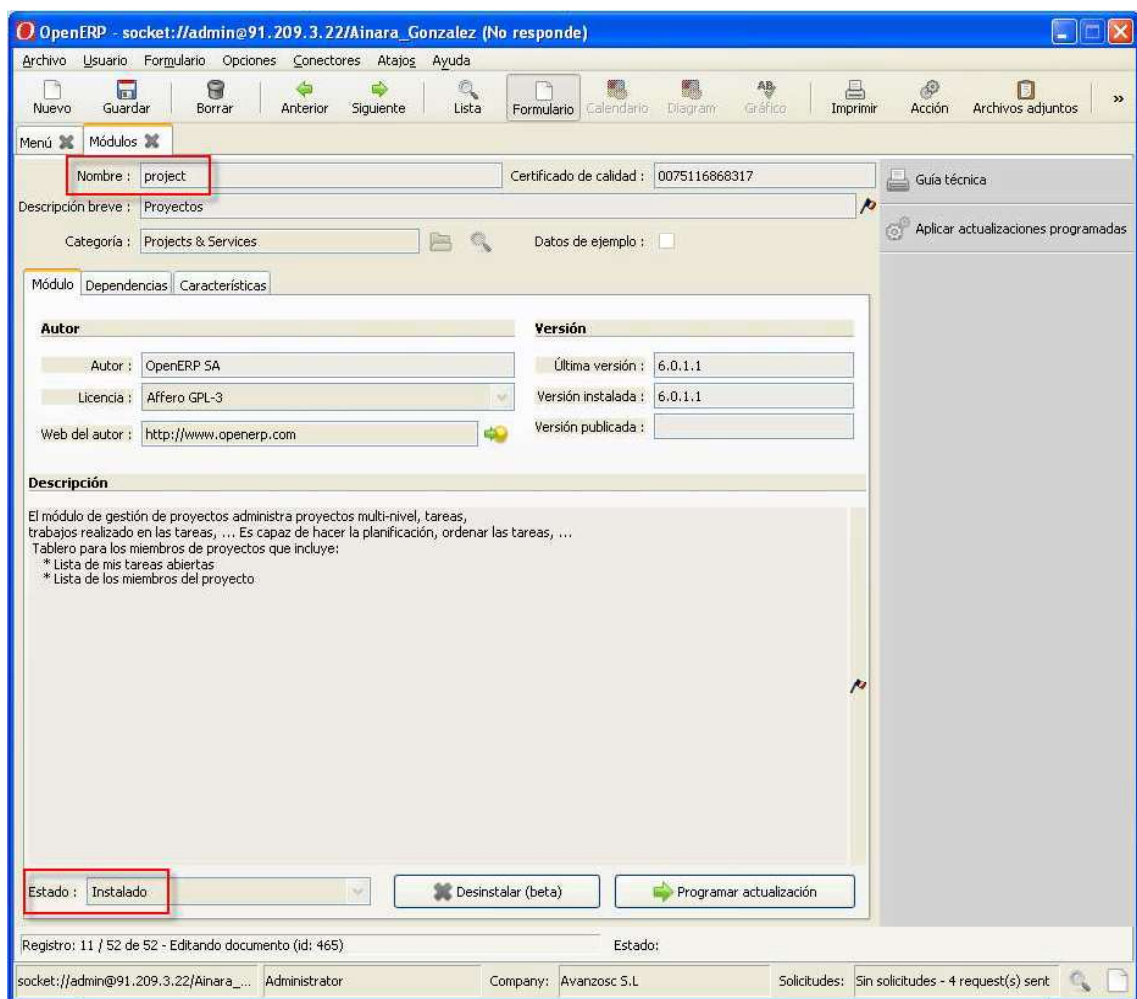 OpenERP - socket://admin@91.209.3.22/Ainara_Gonzalez (No responde)
Archivo Usuario Formulario Opciones Conectores Atajos Ayuda
Nuevo Guardar Borrar Anterior Siguiente Lista Formulario Calendario Diagram Gráfico Imprimir Acción Archivos adjuntos »
Menú Módulos
Nombre : project Certificado de calidad : 0075116868317
Guía técnica
Descripción breve : Proyectos
Aplicar actualizaciones programadas
Categoría : Projects & Services Datos de ejemplo :
Módulo Dependencias Características
Autor Versión
Autor : OpenERP SA Última versión : 6.0.1.1
Licencia : Affero GPL-3 Versión instalada : 6.0.1.1
Web del autor : http://www.openerp.com Versión publicada :
Descripción
El módulo de gestión de proyectos administra proyectos multi-nivel, tareas,
trabajos realizado en las tareas, ... Es capaz de hacer la planificación, ordenar las tareas, ...
Tablero para los miembros de proyectos que incluye:
* Lista de mis tareas abiertas
* Lista de los miembros del proyecto
Estado : Instalado Desinstalar (beta) Programar actualización
Registro: 11 / 52 de 52 - Editando documento (id: 465) Estado:
socket://admin@91.209.3.22/Ainara_... Administrator Company: Avanzosc S.L Solicitudes: Sin solicitudes - 4 request(s) sent